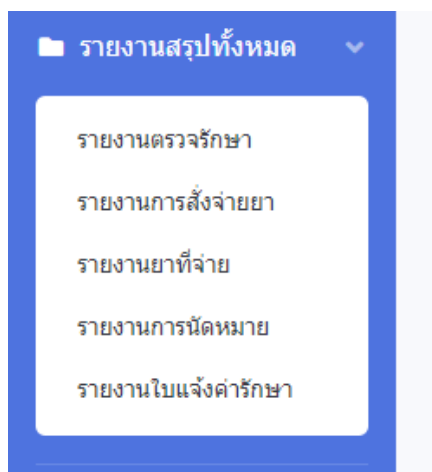 รายงานสรุปทั้งหมด
รายงานตรวจรักษา
รายงานการสั่งจ่ายยา
รายงานยาที่จ่าย
รายงานการนัดหมาย
รายงานใบแจ้งค่ารักษา